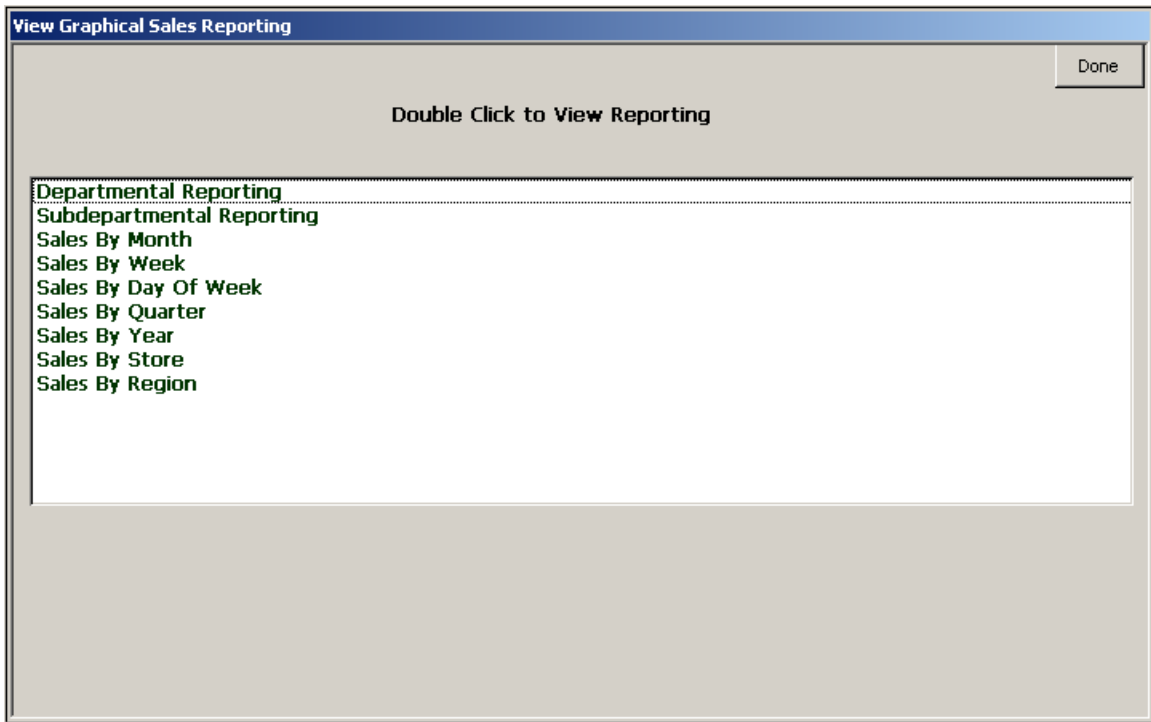 View Graphical Sales Reporting
Done
Double Click to View Reporting
Departmental Reporting
Subdepartmental Reporting
Sales By Month
Sales By Week
Sales By Day Of Week
Sales By Quarter
Sales By Year
Sales By Store
Sales By Region